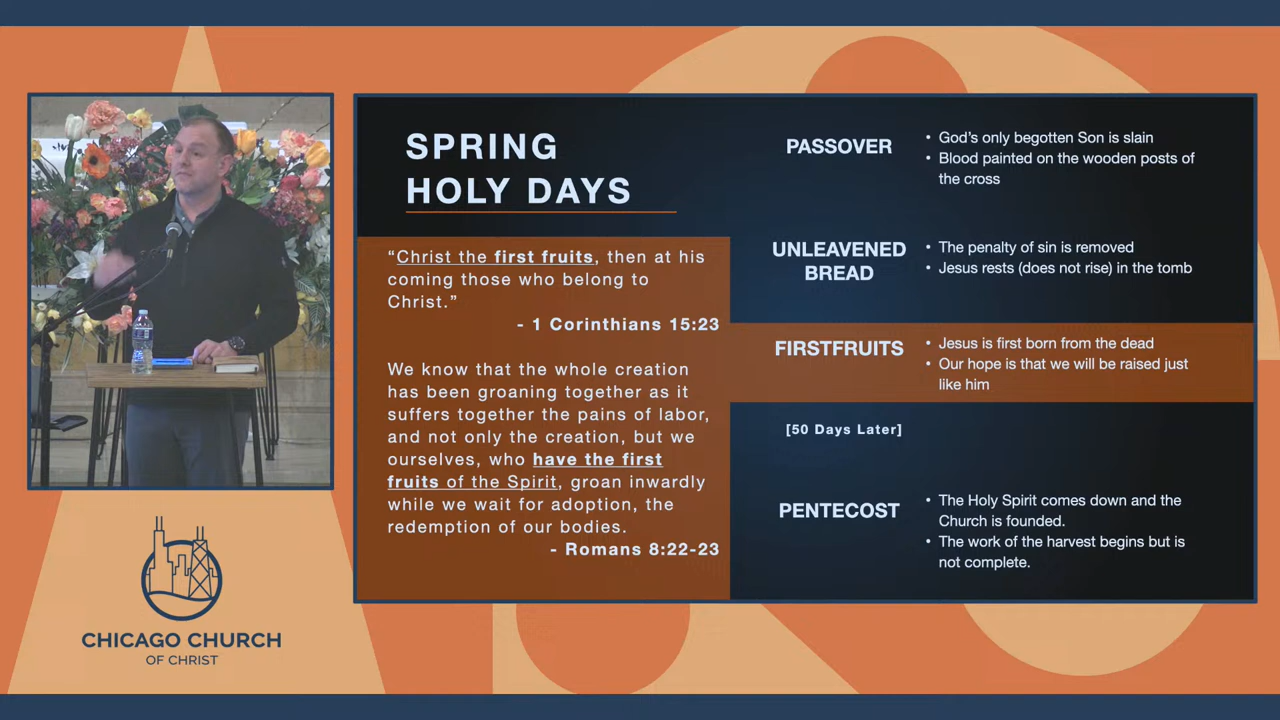 SPRING
HOLY DAYS
“Christ the first fruits, then at his
coming those who belong to
Christ.”
- 1 Corinthians 15:23
We know that the whole creation
has been groaning together as it
suffers together the pains of labor,
and not only the creation, but we
ourselves, who have the first
fruits of the Spirit, groan inwardly
while we wait for adoption, the
redemption of our bodies.
- Romans 8:22-23
PASSOVER
• God’s only begotten Son is slain
• Blood painted on the wooden posts of
the cross
UNLEAVENED
BREAD
• The penalty of sin is removed
• Jesus rests (does not rise) in the tomb
FIRSTFRUITS
• Jesus is first born from the dead
• Our hope is that we will be raised just
like him
[50 Days Later]
PENTECOST
• The Holy Spirit comes down and the
Church is founded.
• The work of the harvest begins but is
not complete.
CHICAGO CHURCH
OF CHRIST